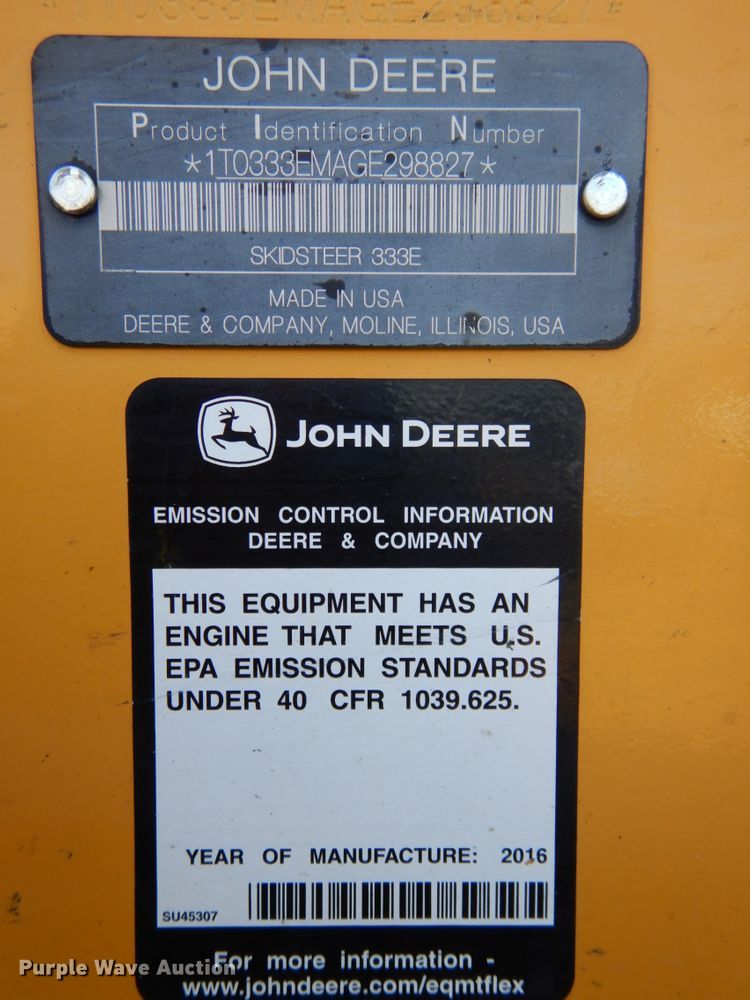 *1T0333EMAGE298827*
JOHN DEERE
Product Identification Number
*1T0333EMAGE298827*
SKIDSTEER 333E
MADE IN USA
DEERE & COMPANY, MOLINE, ILLINOIS, USA
JOHN DEERE
EMISSION CONTROL INFORMATION
DEERE & COMPANY
THIS EQUIPMENT HAS AN
ENGINE THAT MEETS U.S.
EPA EMISSION STANDARDS
UNDER 40 CFR 1039.625.
YEAR OF MANUFACTURE: 2016
SU45307
For more information -
www.johndeere.com/eqmtflex
Purple Wave Auction